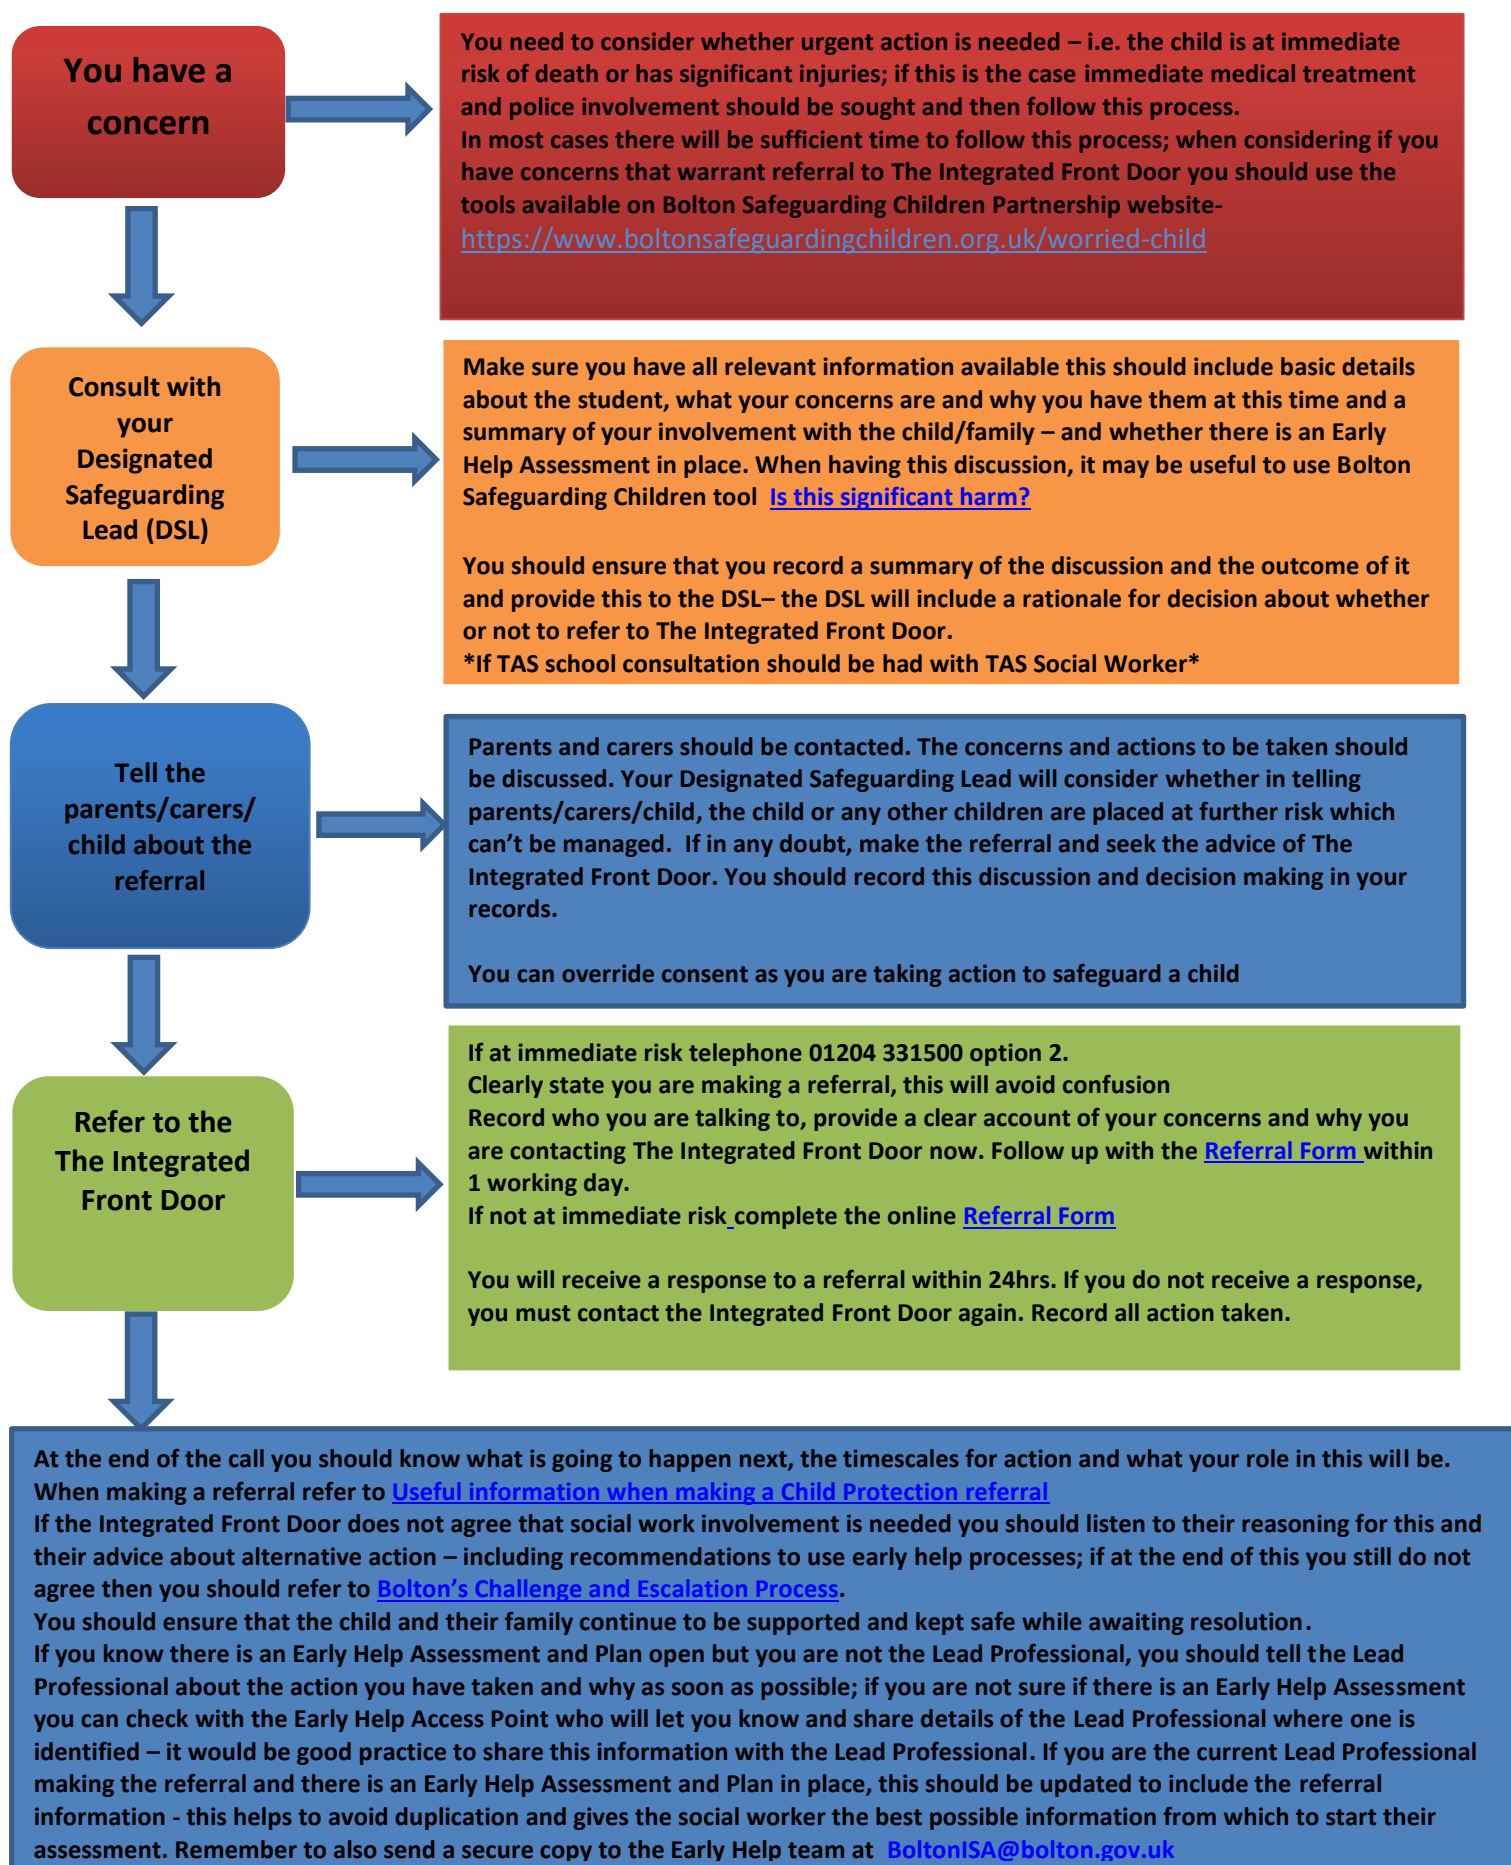 You have a
concern
You need to consider whether urgent action is needed – i.e. the child is at immediate
risk of death or has significant injuries; if this is the case immediate medical treatment
and police involvement should be sought and then follow this process.
In most cases there will be sufficient time to follow this process; when considering if you
have concerns that warrant referral to The Integrated Front Door you should use the
tools available on Bolton Safeguarding Children Partnership website-
https://www.boltonsafeguardingchildren.org.uk/worried-child
Consult with
your
Designated
Safeguarding
Lead (DSL)
Make sure you have all relevant information available this should include basic details
about the student, what your concerns are and why you have them at this time and a
summary of your involvement with the child/family – and whether there is an Early
Help Assessment in place. When having this discussion, it may be useful to use Bolton
Safeguarding Children tool Is this significant harm?
You should ensure that you record a summary of the discussion and the outcome of it
and provide this to the DSL– the DSL will include a rationale for decision about whether
or not to refer to The Integrated Front Door.
*If TAS school consultation should be had with TAS Social Worker*
Tell the
parents/carers/
child about the
referral
Parents and carers should be contacted. The concerns and actions to be taken should
be discussed. Your Designated Safeguarding Lead will consider whether in telling
parents/carers/child, the child or any other children are placed at further risk which
can’t be managed. If in any doubt, make the referral and seek the advice of The
Integrated Front Door. You should record this discussion and decision making in your
records.
You can override consent as you are taking action to safeguard a child
Refer to the
The Integrated
Front Door
If at immediate risk telephone 01204 331500 option 2.
Clearly state you are making a referral, this will avoid confusion
Record who you are talking to, provide a clear account of your concerns and why you
are contacting The Integrated Front Door now. Follow up with the Referral Form within
1 working day.
If not at immediate risk complete the online Referral Form
You will receive a response to a referral within 24hrs. If you do not receive a response,
you must contact the Integrated Front Door again. Record all action taken.
At the end of the call you should know what is going to happen next, the timescales for action and what your role in this will be.
When making a referral refer to Useful information when making a Child Protection referral
If the Integrated Front Door does not agree that social work involvement is needed you should listen to their reasoning for this and
their advice about alternative action – including recommendations to use early help processes; if at the end of this you still do not
agree then you should refer to Bolton’s Challenge and Escalation Process.
You should ensure that the child and their family continue to be supported and kept safe while awaiting resolution.
If you know there is an Early Help Assessment and Plan open but you are not the Lead Professional, you should tell the Lead
Professional about the action you have taken and why as soon as possible; if you are not sure if there is an Early Help Assessment
you can check with the Early Help Access Point who will let you know and share details of the Lead Professional where one is
identified – it would be good practice to share this information with the Lead Professional. If you are the current Lead Professional
making the referral and there is an Early Help Assessment and Plan in place, this should be updated to include the referral
information - this helps to avoid duplication and gives the social worker the best possible information from which to start their
assessment. Remember to also send a secure copy to the Early Help team at BoltonISA@bolton.gov.uk